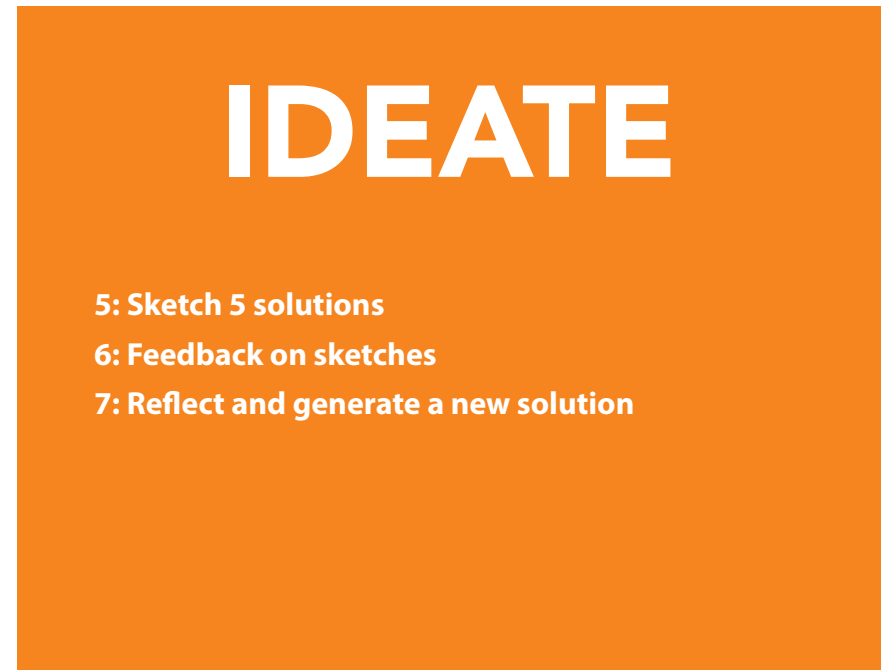 IDEATE
5: Sketch 5 solutions
6: Feedback on sketches
7: Reflect and generate a new solution